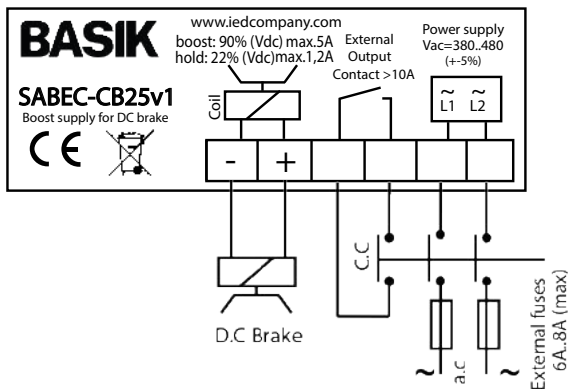 BASIK
www.iedcompany.com
boost: 90% (Vdc) max.5A
hold: 22% (Vdc)max.1,2A
External
Output
Contact >10A
Power supply
Vac=380..480
(+-5%)
SABEC-CB25v1
Boost supply for DC brake
CE
Coil
~ ~
L1 L2
- +
C.C
D.C Brake
~ a.c ~
External fuses
6A..8A (max)